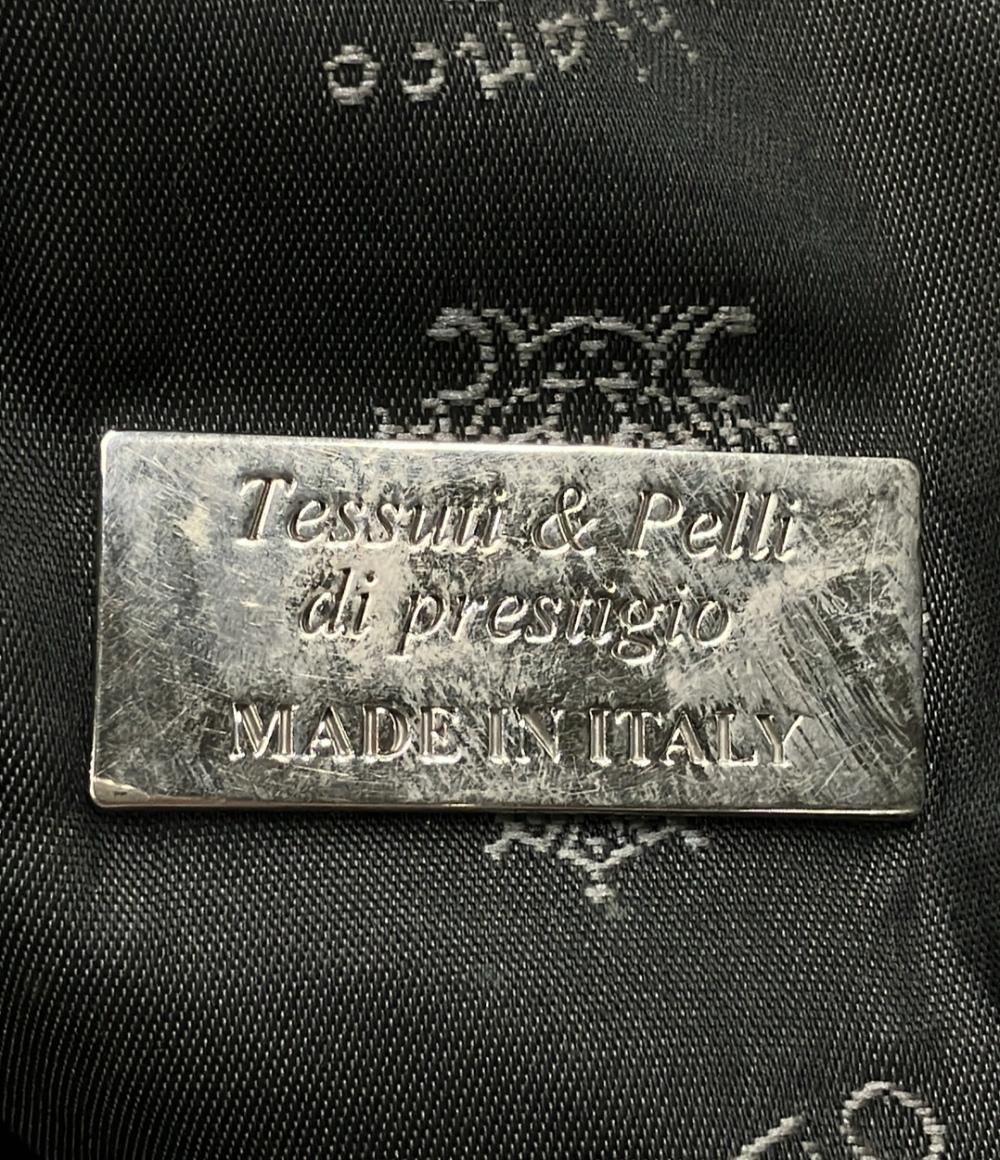 Tessuti & Pelli
di prestigio
MADE IN ITALY